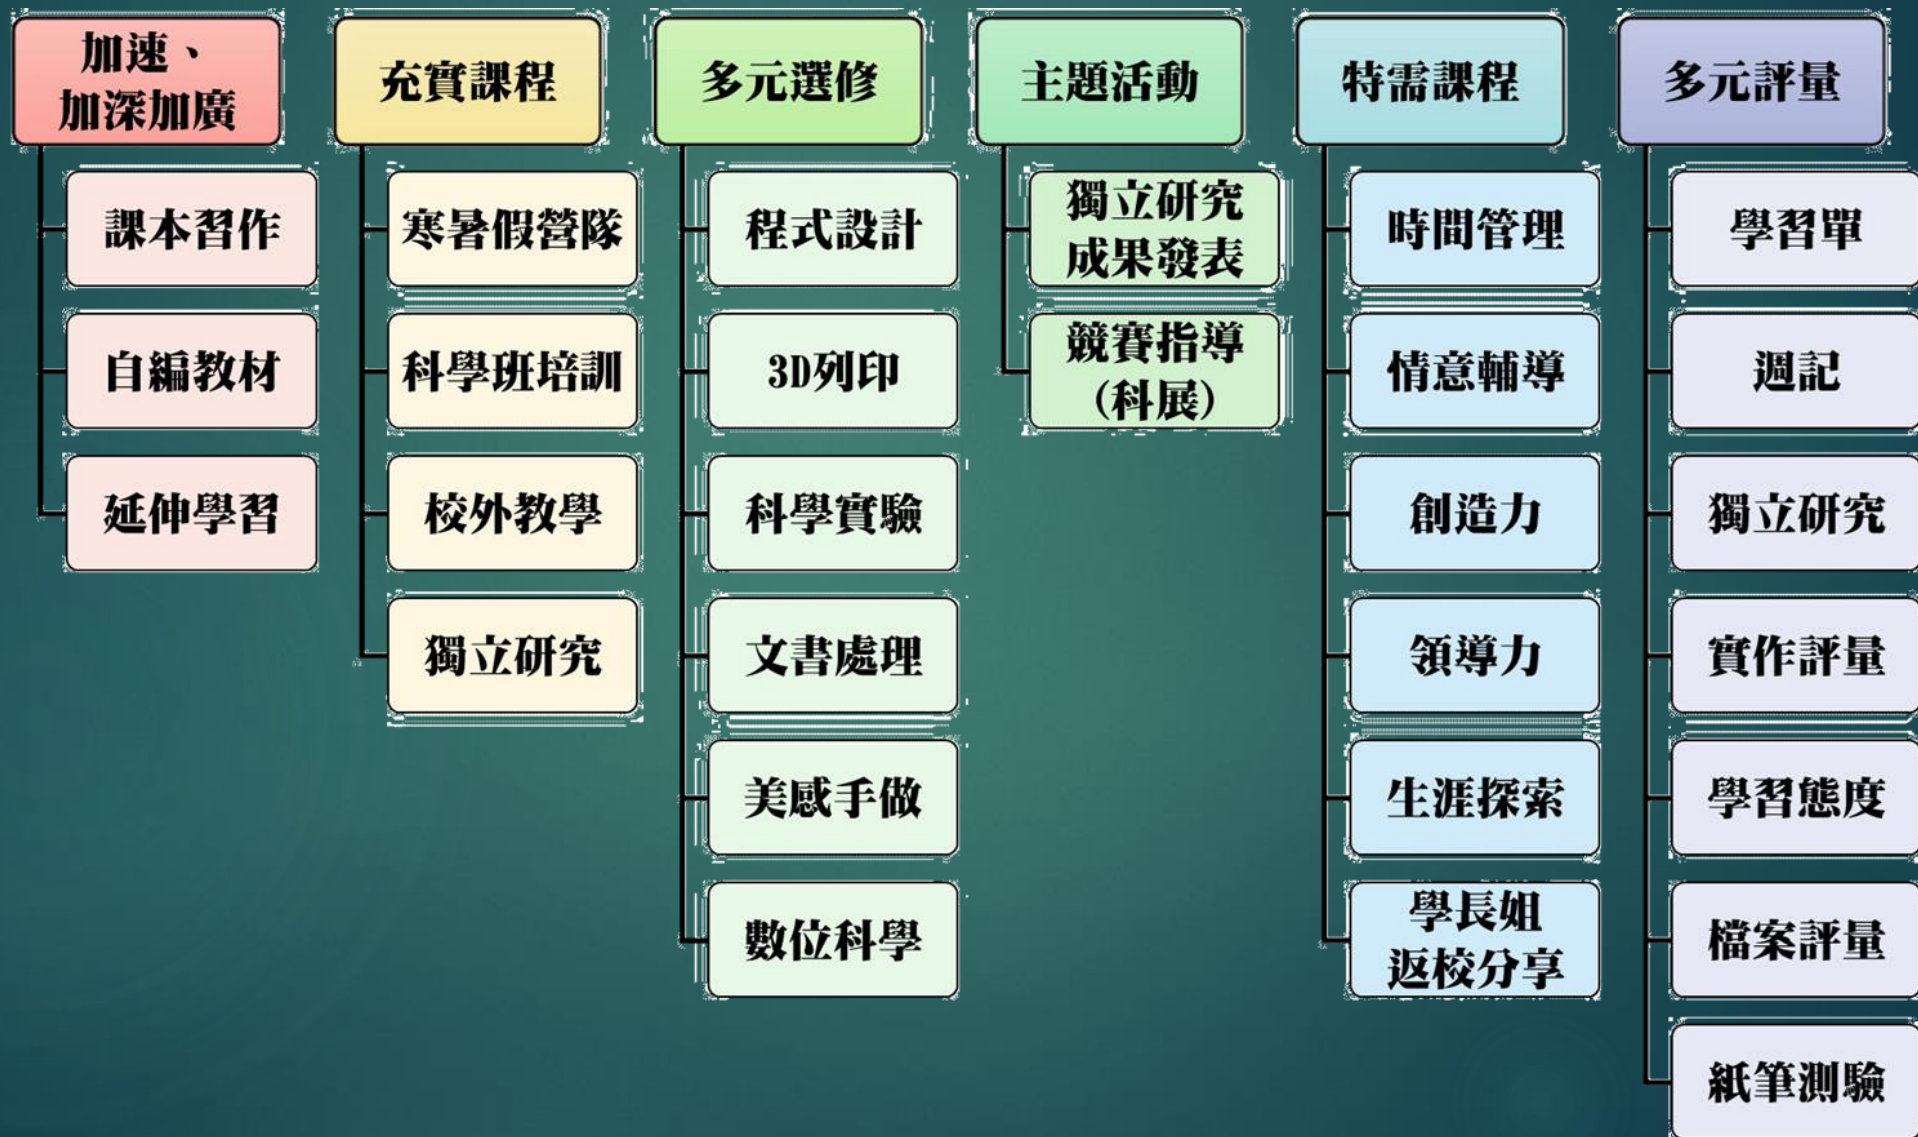 加速、
加深加廣
課本習作
自編教材
延伸學習
充實課程
寒暑假營隊
科學班培訓
校外教學
獨立研究
多元選修
程式設計
3D列印
科學實驗
文書處理
美感手做
數位科學
主題活動
獨立研究
成果發表
競賽指導
(科展)
特需課程
時間管理
情意輔導
創造力
領導力
生涯探索
學長姐
返校分享
多元評量
學習單
週記
獨立研究
實作評量
學習態度
檔案評量
紙筆測驗